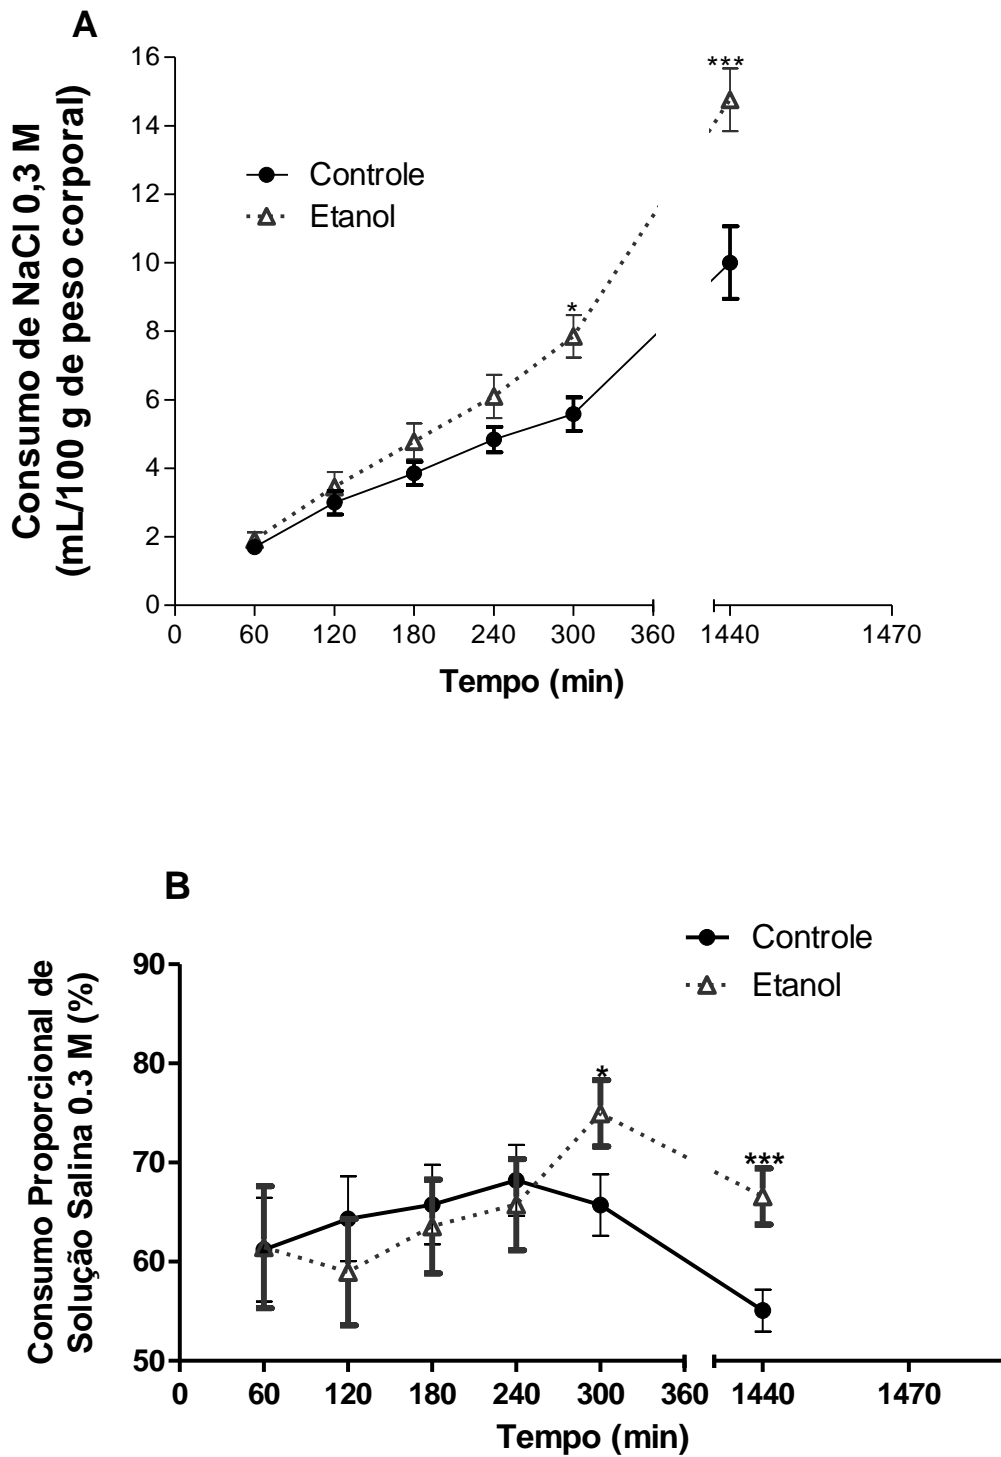 A
Consumo de NaCl 0,3 M
(mL/100 g de peso corporal)
16
14
12
10
8
6
4
2
0
Controle
Etanol
*
***
0 60 120 180 240 300 360 1440 1470
Tempo (min)
B
Consumo Proporcional de
Solução Salina 0.3 M (%)
Controle
Etanol
90
80
70
60
50
*
***
0 60 120 180 240 300 360 1440 1470
Tempo (min)